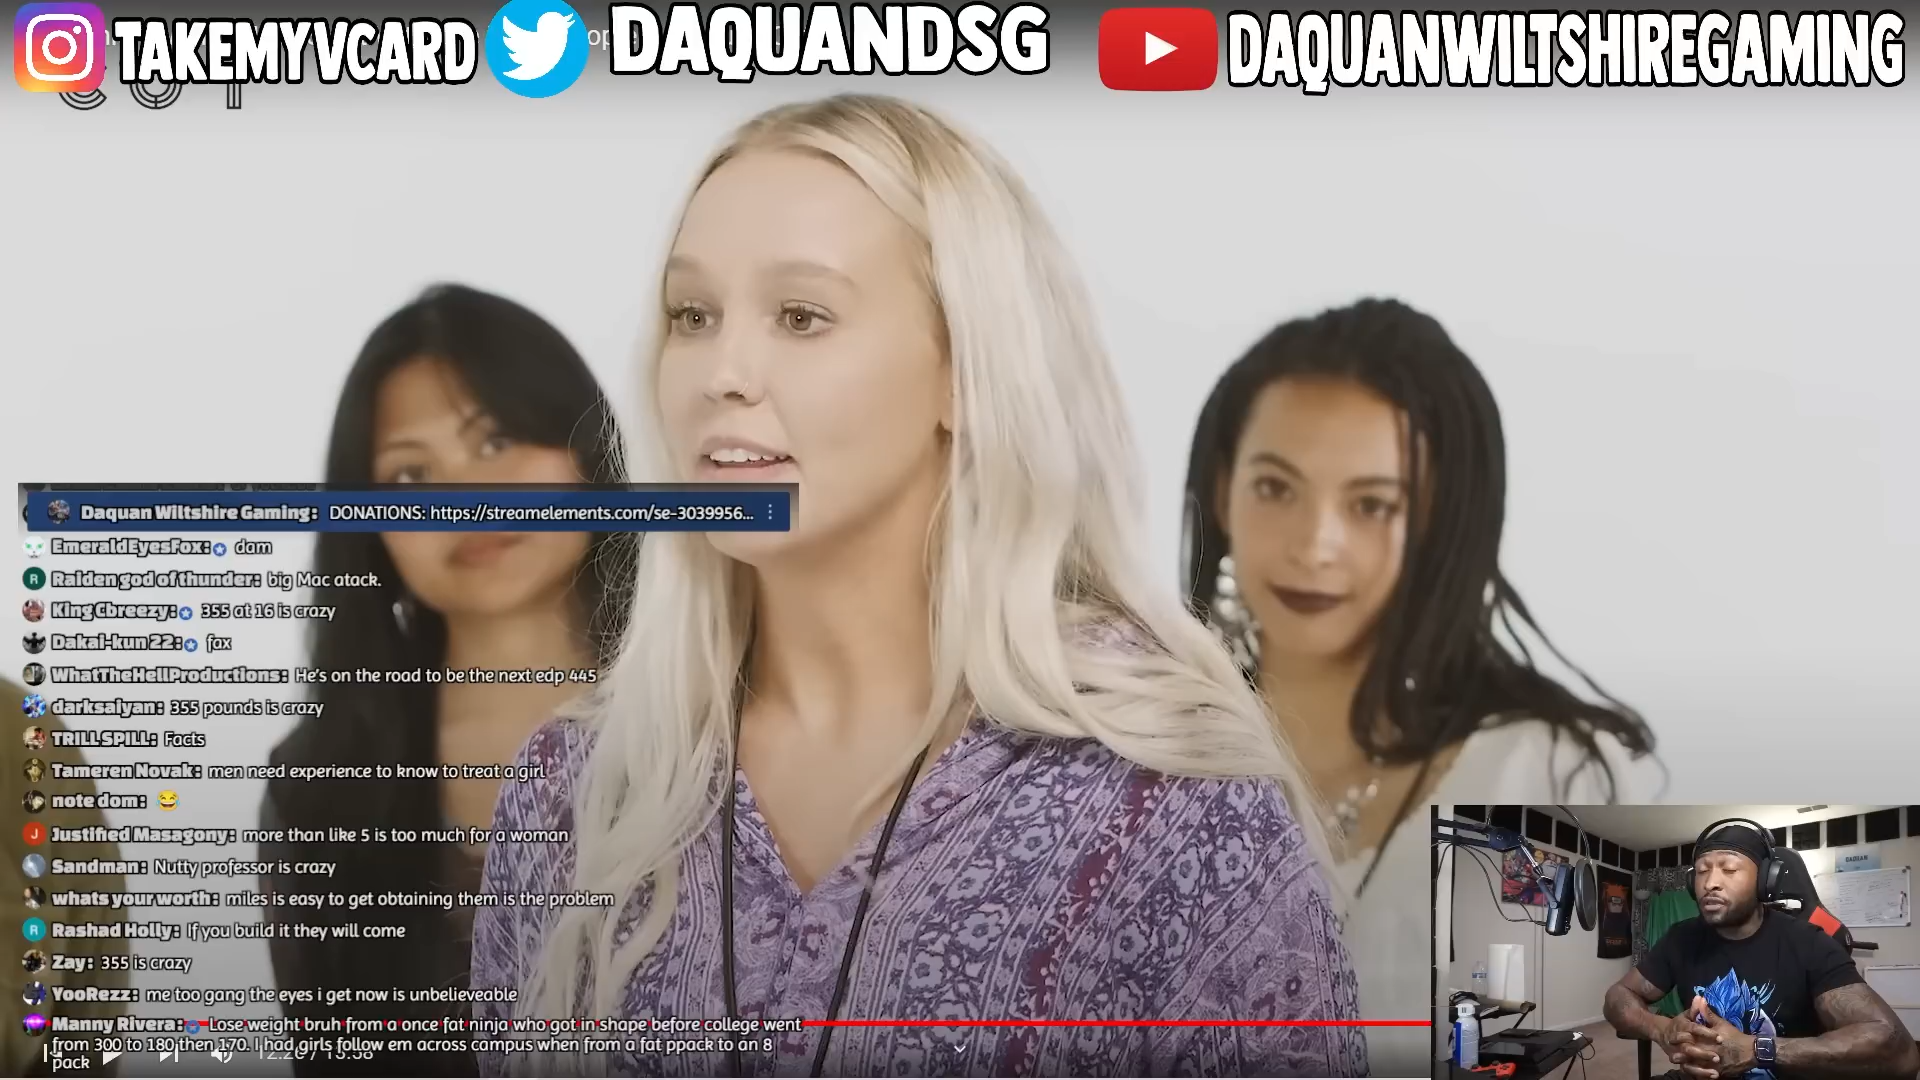 TAKEMYVCARD
DAQUANDSG
DAQUANWILTSHIREGAMING
CUT
Daquan Wiltshire Gaming: DONATIONS: https://streamelements.com/se-3039956...
EmeraldEyesFox: dam
Raiden god of thunder: big Mac atack.
King Cbreezy: 355 at 16 is crazy
Dakai-kun 22: fax
WhatTheHellProductions: He's on the road to be the next edp 445
darksaiyan: 355 pounds is crazy
TRILLSPILL: Facts
Tameren Novak: men need experience to know to treat a girl
note dom: 😂
Justified Masagony: more than like 5 is too much for a woman
Sandman: Nutty professor is crazy
whats your worth: miles is easy to get obtaining them is the problem
Rashad Holly: If you build it they will come
Zay: 355 is crazy
YooRezz: me too gang the eyes i get now is unbelieveable
Manny Rivera: Lose weight bruh from a once fat ninja who got in shape before college went
from 300 to 180 then 170. I had girls follow em across campus when from a fat ppack to an 8
pack